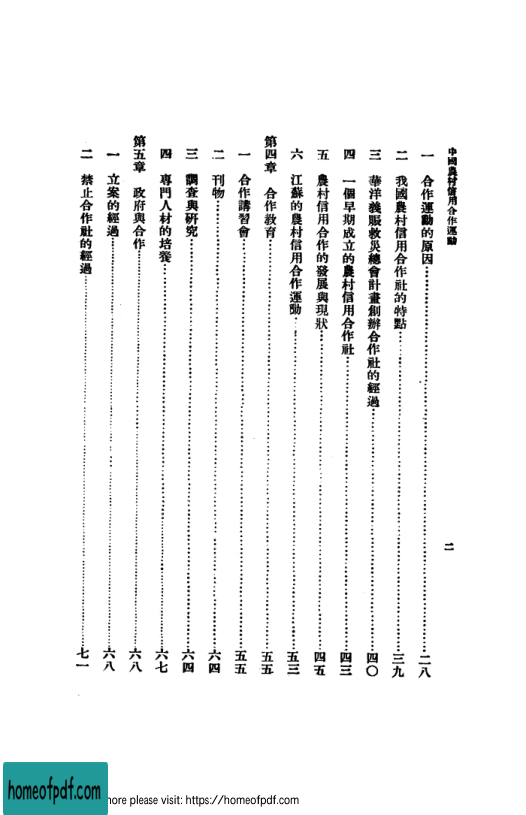 中國農村信用合作運動
二
一 合作運動的原因……二八
二 我國農村信用合作社的特點……三九
三 華洋義賑救災總會計畫創辦合作社的經過……四〇
四 一個早期成立的農村信用合作社……四三
五 農村信用合作的發展與現狀……四五
六 江蘇的農村信用合作運動……五三
第四章 合作教育……五五
一 合作講習會……五五
二 刊物……六四
三 調查與研究……六四
四 專門人材的培養……六七
第五章 政府與合作……六八
一 立案的經過……六八
二 禁止合作社的經過……七一
homeofpdf.com
more please visit: https://homeofpdf.com